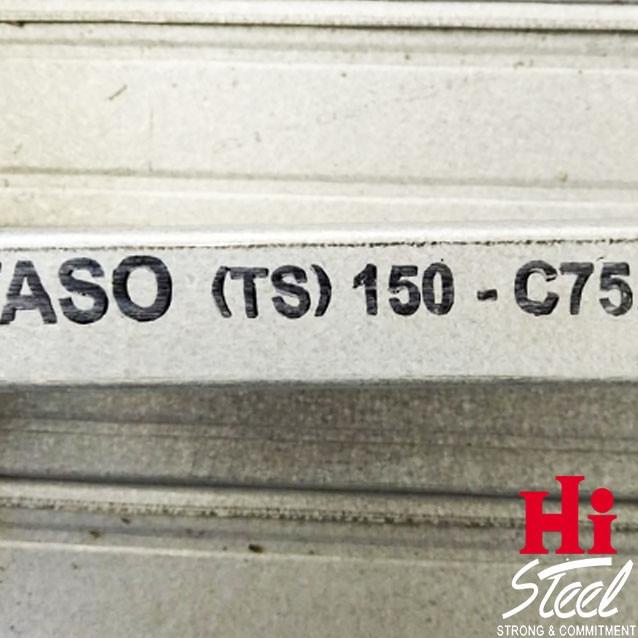 ASO (TS) 150 - C75
Hi
Steel
STRONG & COMMITMENT